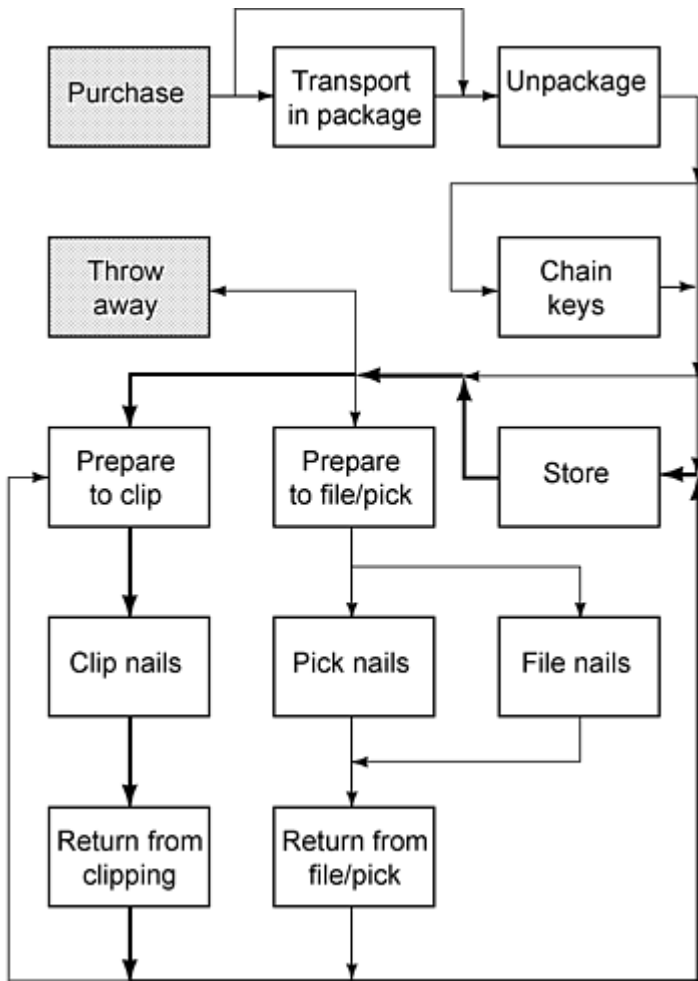 Purchase
Transport
in package
Unpackage
Throw
away
Chain
keys
Prepare
to clip
Prepare
to file/pick
Store
Clip nails
Pick nails
File nails
Return from
clipping
Return from
file/pick